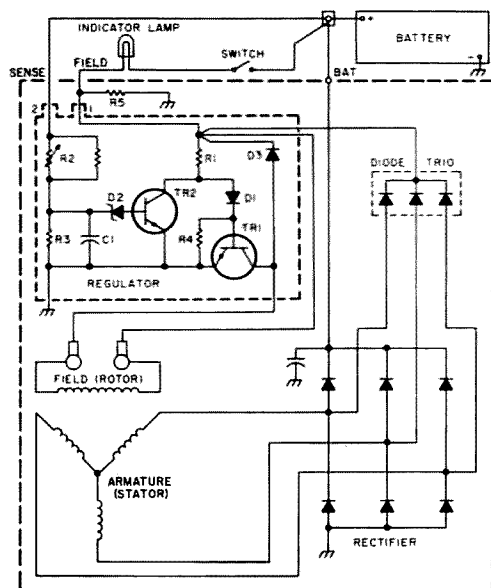 INDICATOR LAMP
BATTERY
+
-
SWITCH
FIELD
SENSE
BAT
R5
2
1
R2
R1
D3
DIODE TRIO
D2
TR2
D1
R3
C1
R4
TR1
REGULATOR
FIELD (ROTOR)
ARMATURE
(STATOR)
RECTIFIER